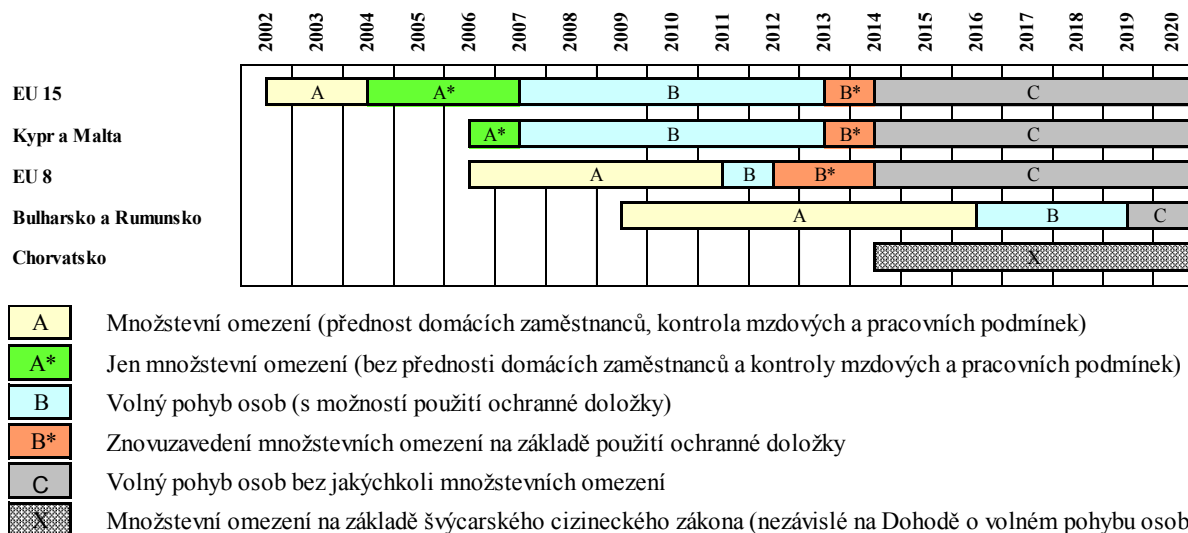 2002 2003 2004 2005 2006 2007 2008 2009 2010 2011 2012 2013 2014 2015 2016 2017 2018 2019 2020
EU 15 A A* B B* C
Kypr a Malta A* B B* C
EU 8 A B B* C
Bulharsko a Rumunsko A B C
Chorvatsko X
A Množstevní omezení (přednost domácích zaměstnanců, kontrola mzdových a pracovních podmínek)
A* Jen množstevní omezení (bez přednosti domácích zaměstnanců a kontroly mzdových a pracovních podmínek)
B Volný pohyb osob (s možností použití ochranné doložky)
B* Znovuzavedení množstevních omezení na základě použití ochranné doložky
C Volný pohyb osob bez jakýchkoli množstevních omezení
X Množstevní omezení na základě švýcarského cizineckého zákona (nezávislé na Dohodě o volném pohybu osob